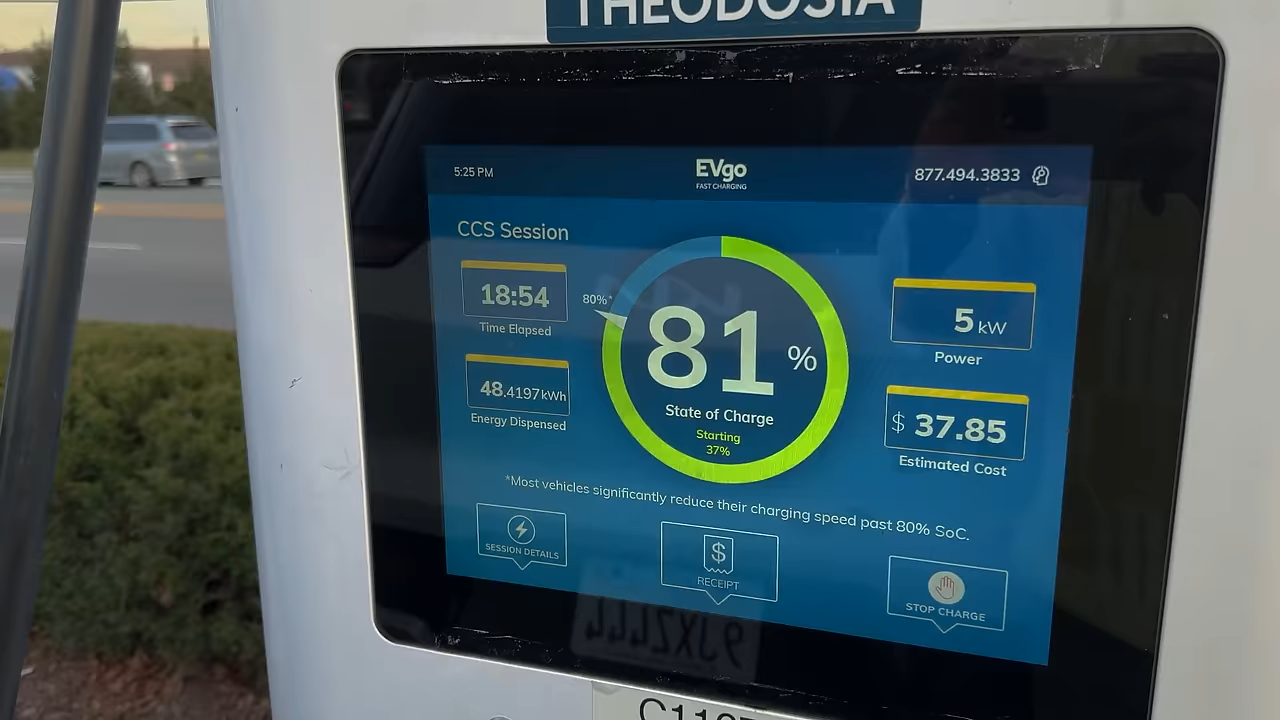 THEODOSIA
5:25 PM
EVgo
FAST CHARGING
877.494.3833
CCS Session
18:54
Time Elapsed
48.4197kWh
Energy Dispensed
80%*
81%
State of Charge
Starting
37%
5 kW
Power
$ 37.85
Estimated Cost
*Most vehicles significantly reduce their charging speed past 80% SoC.
SESSION DETAILS
$
RECEIPT
STOP CHARGE